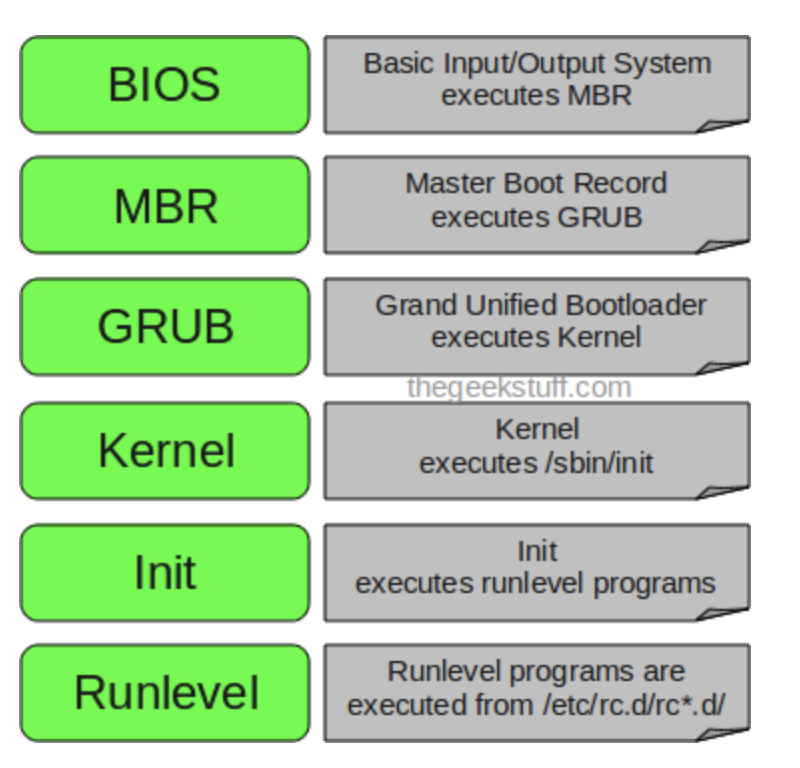 BIOS
Basic Input/Output System
executes MBR
MBR
Master Boot Record
executes GRUB
GRUB
Grand Unified Bootloader
executes Kernel
thegeekstuff.com
Kernel
Kernel
executes /sbin/init
Init
Init
executes runlevel programs
Runlevel
Runlevel programs are
executed from /etc/rc.d/rc*.d/